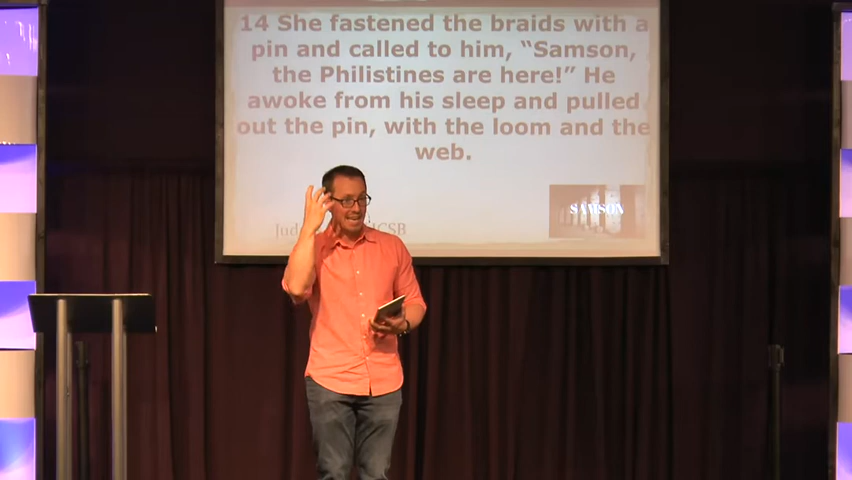 14 She fastened the braids with a
pin and called to him, “Samson,
the Philistines are here!” He
awoke from his sleep and pulled
out the pin, with the loom and the
web.
SAMSON